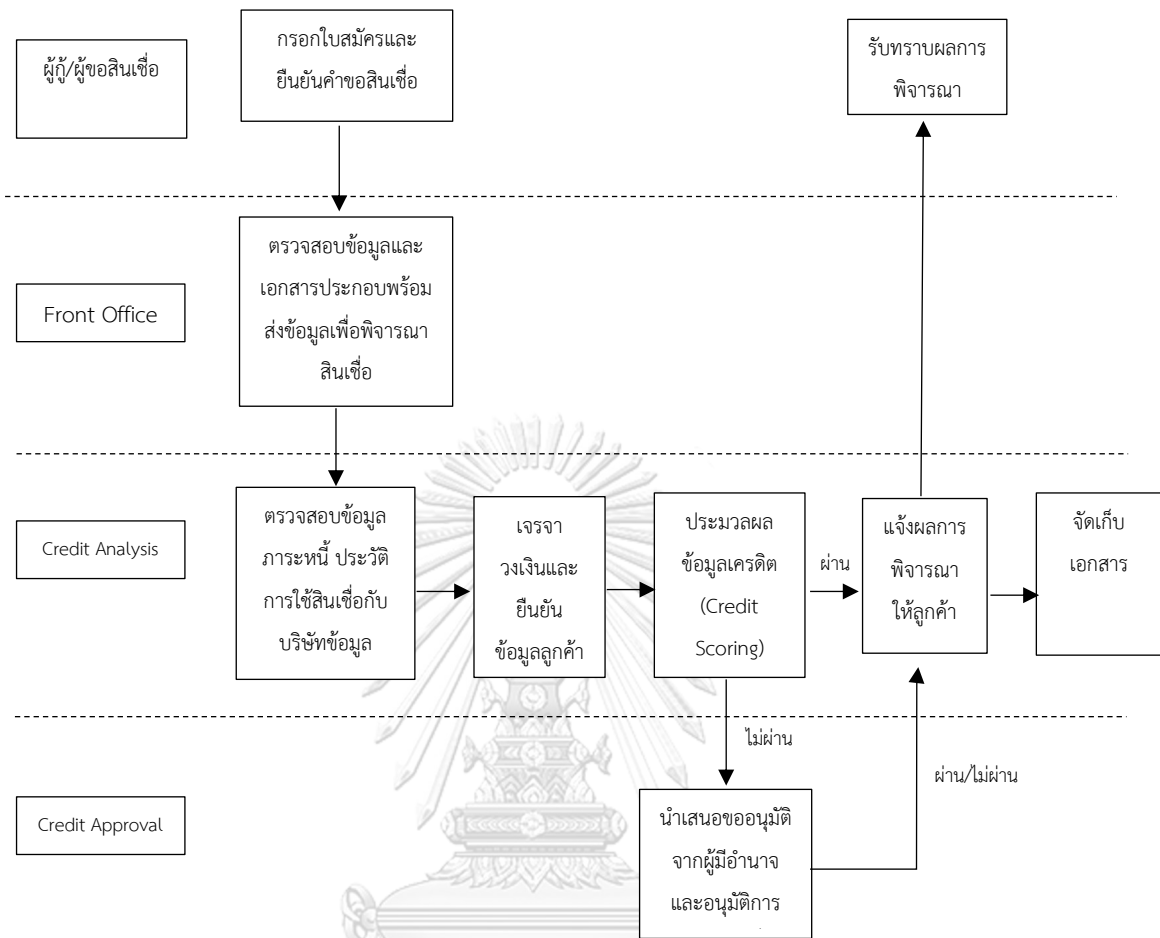 ผู้กู้/ผู้ขอสินเชื่อ
กรอกใบสมัครและ
ยืนยันคำขอสินเชื่อ
รับทราบผลการ
พิจารณา
Front Office
ตรวจสอบข้อมูลและ
เอกสารประกอบพร้อม
ส่งข้อมูลเพื่อพิจารณา
สินเชื่อ
Credit Analysis
ตรวจสอบข้อมูล
ภาระหนี้ ประวัติ
การใช้สินเชื่อกับ
บริษัทข้อมูล
เจรจา
วงเงินและ
ยืนยัน
ข้อมูลลูกค้า
ประมวลผล
ข้อมูลเครดิต
(Credit
Scoring)
ผ่าน
แจ้งผลการ
พิจารณา
ให้ลูกค้า
จัดเก็บ
เอกสาร
ไม่ผ่าน
ผ่าน/ไม่ผ่าน
Credit Approval
นำเสนอขออนุมัติ
จากผู้มีอำนาจ
และอนุมัติการ